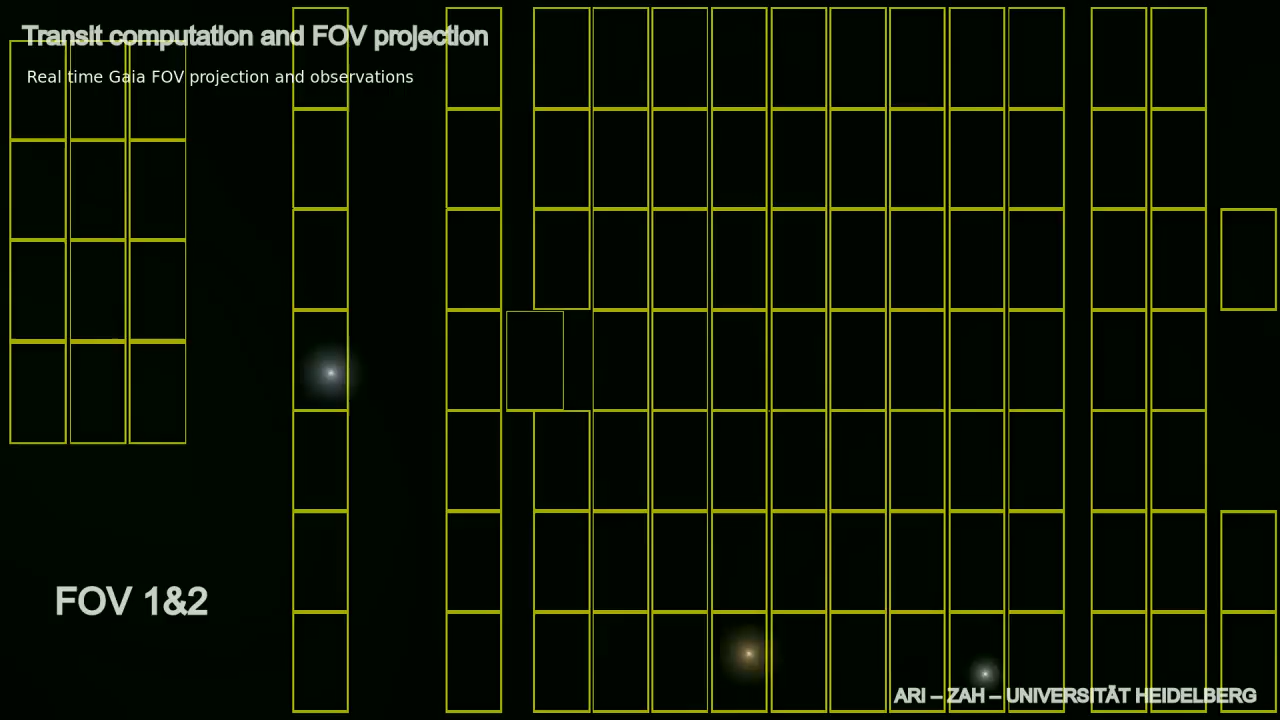 Transit computation and FOV projection
Real time Gaia FOV projection and observations
FOV 1&2
ARI – ZAH – UNIVERSITÄT HEIDELBERG